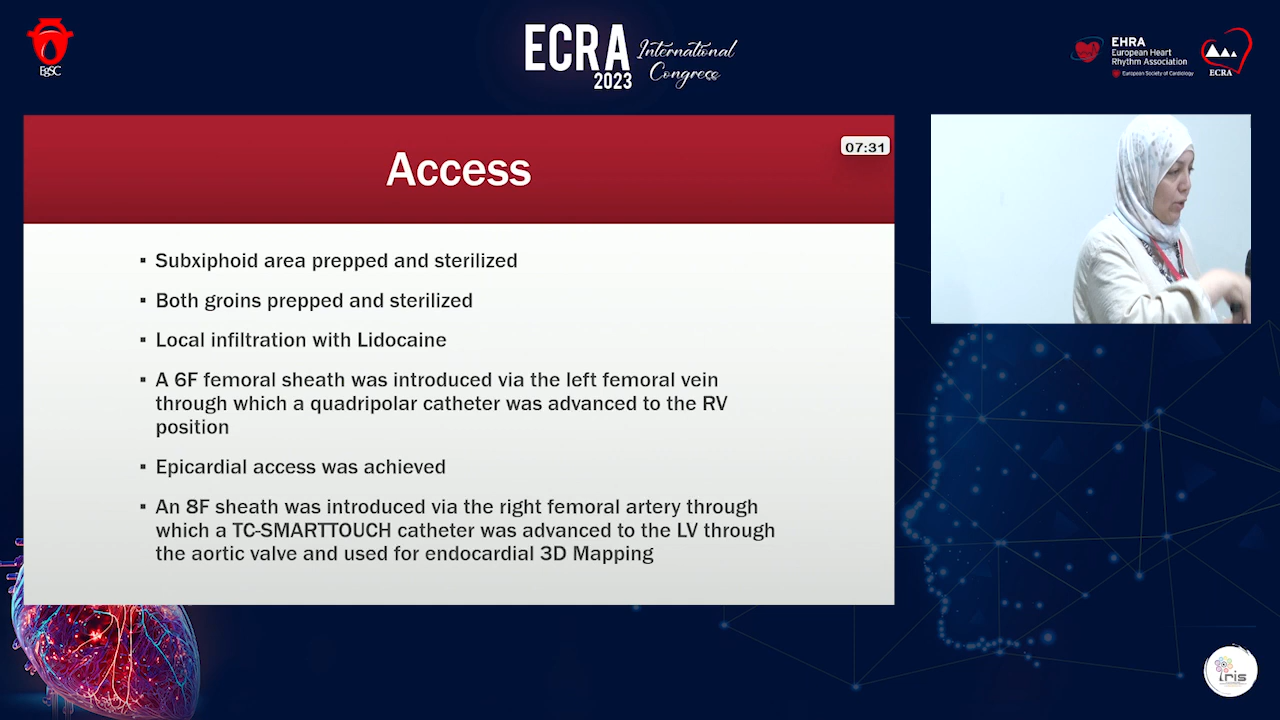 EgSC
ECRA
2023
International
Congress
EHRA
European Heart
Rhythm Association
European Society of Cardiology
ECRA
Access
07:31
▪ Subxiphoid area prepped and sterilized
▪ Both groins prepped and sterilized
▪ Local infiltration with Lidocaine
▪ A 6F femoral sheath was introduced via the left femoral vein
through which a quadripolar catheter was advanced to the RV
position
▪ Epicardial access was achieved
▪ An 8F sheath was introduced via the right femoral artery through
which a TC-SMARTTOUCH catheter was advanced to the LV through
the aortic valve and used for endocardial 3D Mapping
iris